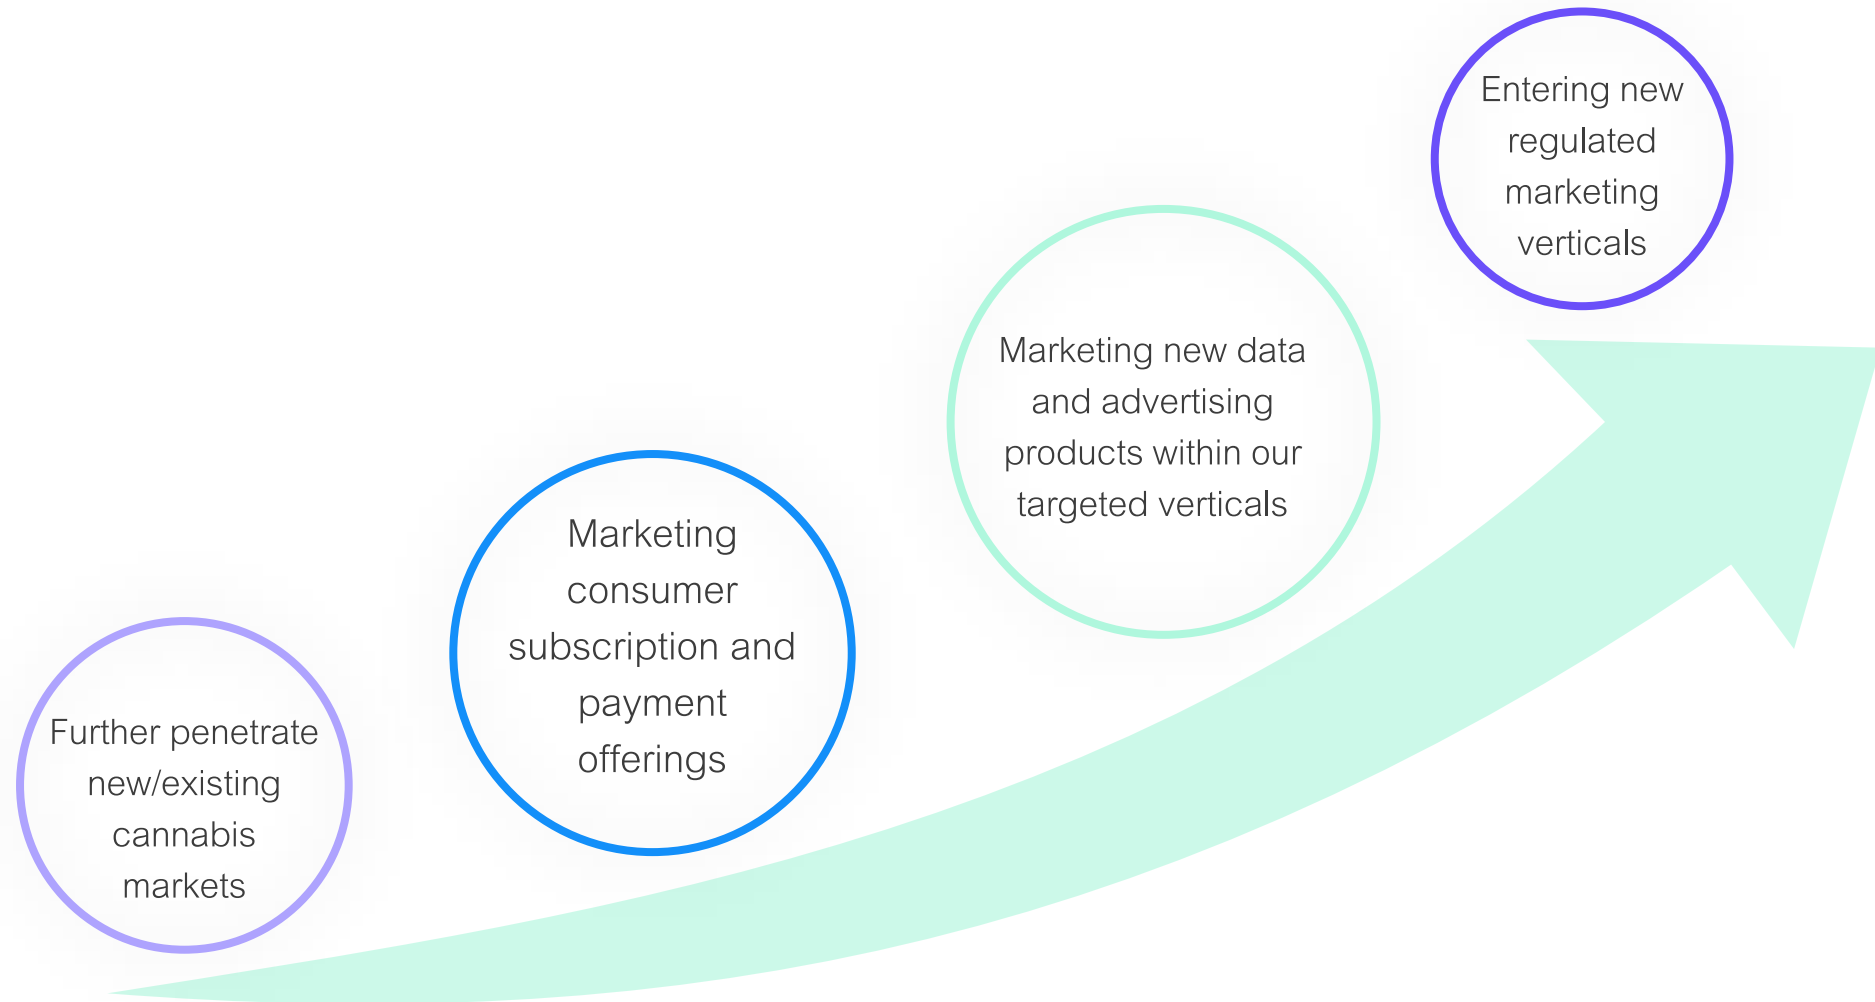 Further penetrate
new/existing
cannabis
markets
Marketing
consumer
subscription and
payment
offerings
Marketing new data
and advertising
products within our
targeted verticals
Entering new
regulated
marketing
verticals